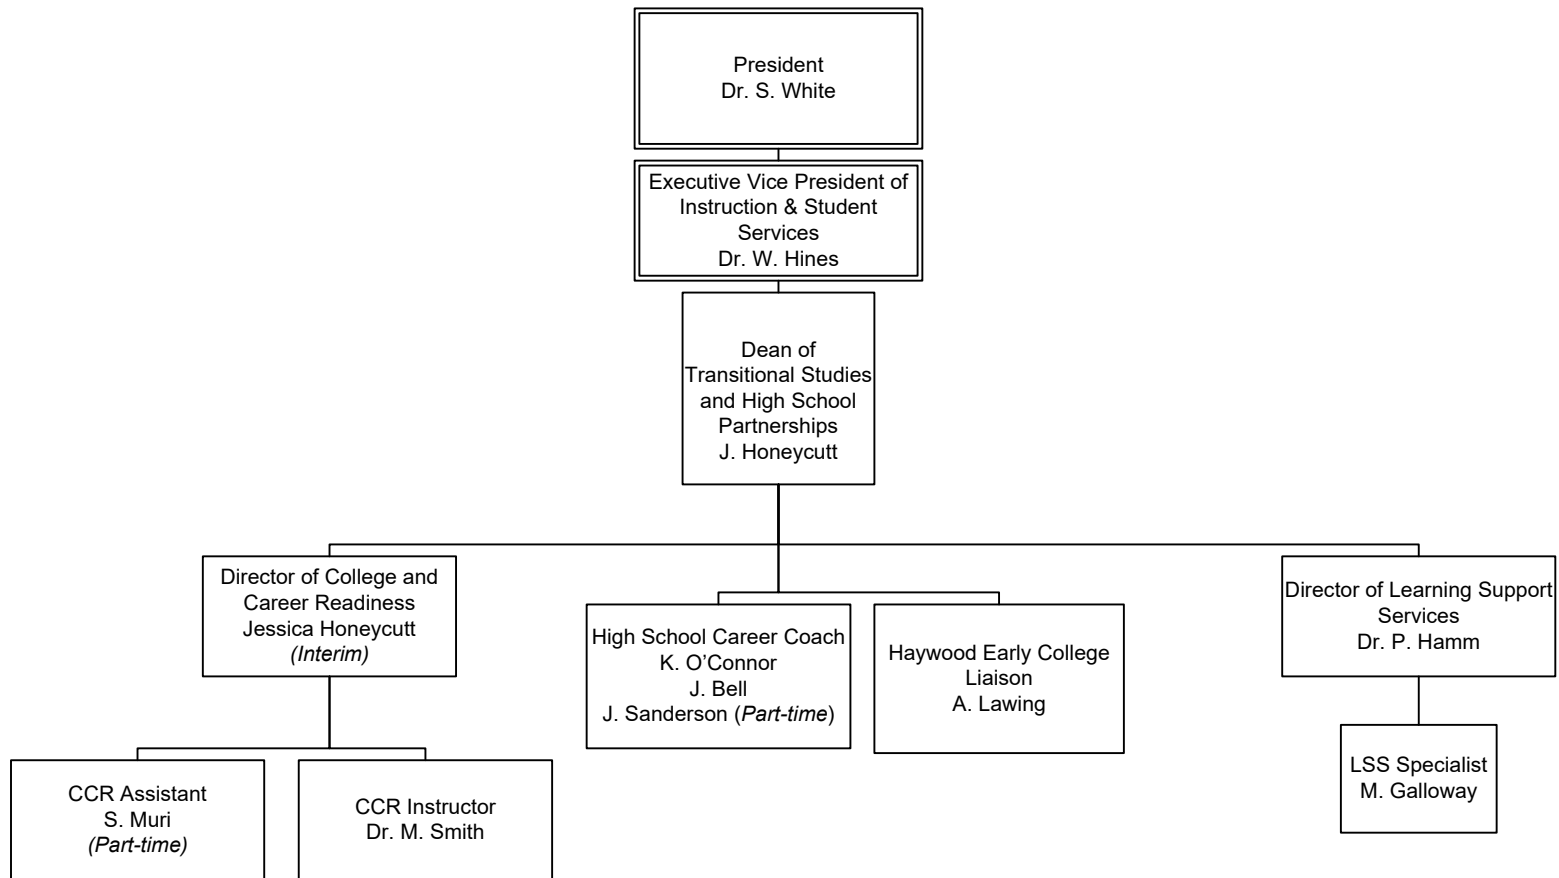 President
Dr. S. White
Executive Vice President of
Instruction & Student
Services
Dr. W. Hines
Dean of
Transitional Studies
and High School
Partnerships
J. Honeycutt
Director of College and
Career Readiness
Jessica Honeycutt
(Interim)
High School Career Coach
K. O’Connor
J. Bell
J. Sanderson (Part-time)
Haywood Early College
Liaison
A. Lawing
Director of Learning Support
Services
Dr. P. Hamm
CCR Assistant
S. Muri
(Part-time)
CCR Instructor
Dr. M. Smith
LSS Specialist
M. Galloway